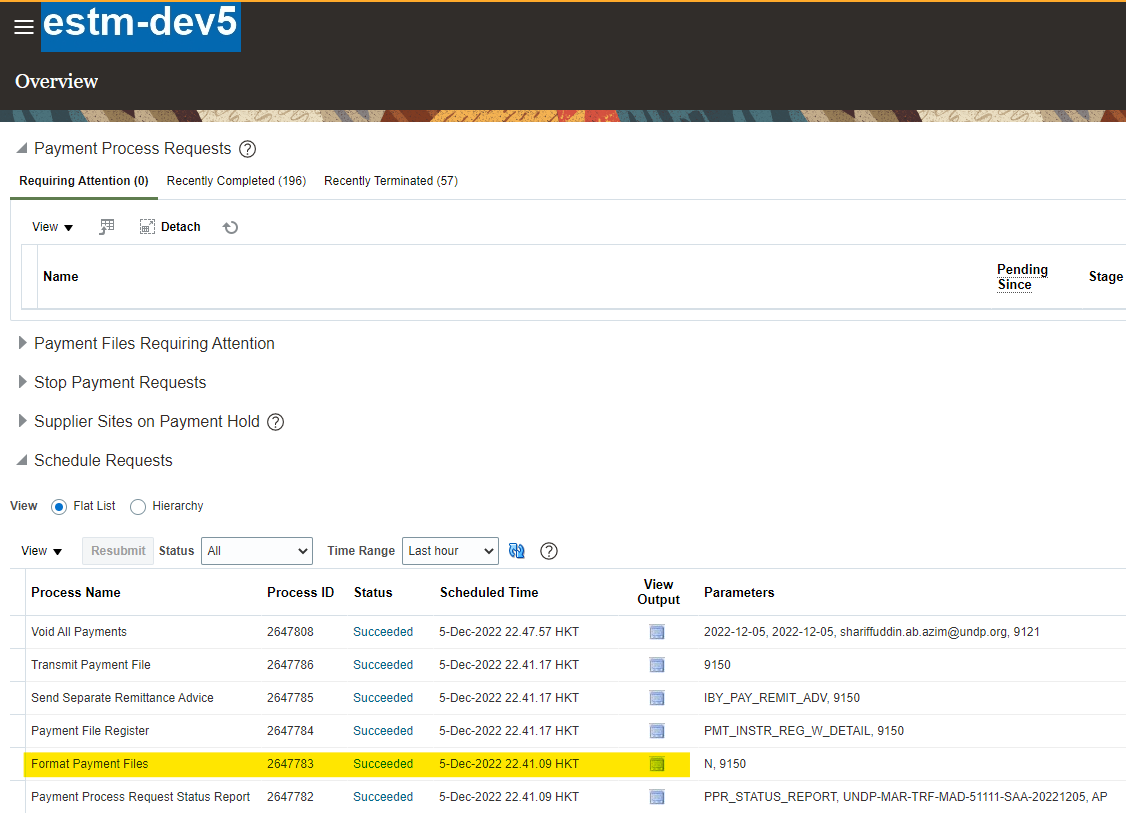 estm-dev5
Overview
Payment Process Requests ?
Requiring Attention (0) Recently Completed (196) Recently Terminated (57)
View Detach
Name Pending Since Stage
Payment Files Requiring Attention
Stop Payment Requests
Supplier Sites on Payment Hold ?
Schedule Requests
View Flat List Hierarchy
View Resubmit Status All Time Range Last hour ?
Process Name Process ID Status Scheduled Time View Output Parameters
Void All Payments 2647808 Succeeded 5-Dec-2022 22.47.57 HKT 2022-12-05, 2022-12-05, shariffuddin.ab.azim@undp.org, 9121
Transmit Payment File 2647786 Succeeded 5-Dec-2022 22.41.17 HKT 9150
Send Separate Remittance Advice 2647785 Succeeded 5-Dec-2022 22.41.17 HKT IBY_PAY_REMIT_ADV, 9150
Payment File Register 2647784 Succeeded 5-Dec-2022 22.41.17 HKT PMT_INSTR_REG_W_DETAIL, 9150
Format Payment Files 2647783 Succeeded 5-Dec-2022 22.41.09 HKT N, 9150
Payment Process Request Status Report 2647782 Succeeded 5-Dec-2022 22.41.09 HKT PPR_STATUS_REPORT, UNDP-MAR-TRF-MAD-51111-SAA-20221205, AP